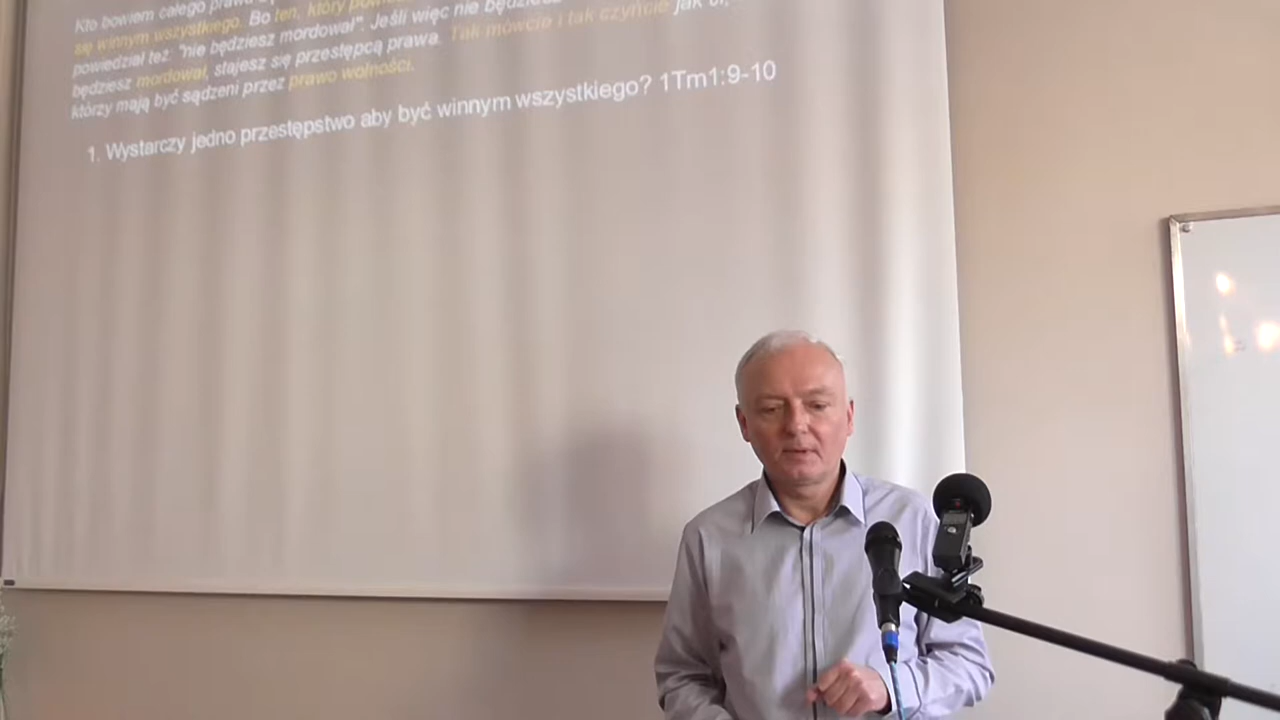 Kto bowiem całego prawa
się winnym wszystkiego. Bo ten, który
powiedział też: "nie będziesz mordował". Jeśli więc nie będziesz
będziesz mordował, stajesz się przestępcą prawa. Tak mówcie i tak czyńcie jak ci,
którzy mają być sądzeni przez prawo wolności.
1. Wystarczy jedno przestępstwo aby być winnym wszystkiego? 1Tm1:9-10